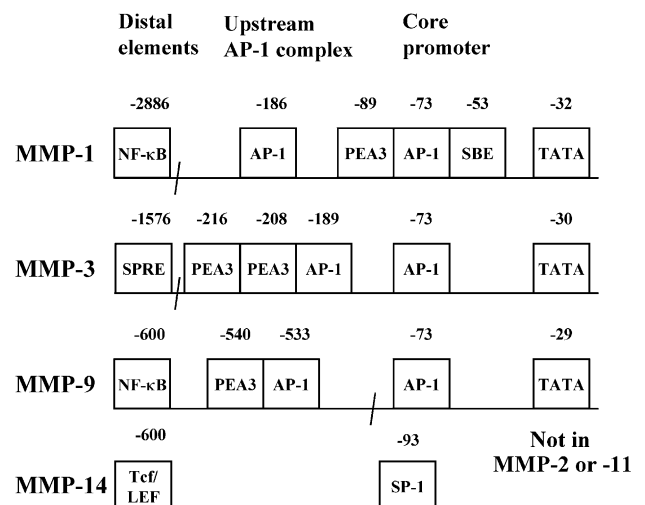 Distal Upstream Core
elements AP-1 complex promoter
-2886 -186 -89 -73 -53 -32
MMP-1 NF-κB AP-1 PEA3 AP-1 SBE TATA
-1576 -216 -208 -189 -73 -30
MMP-3 SPRE PEA3 PEA3 AP-1 AP-1 TATA
-600 -540 -533 -73 -29
MMP-9 NF-κB PEA3 AP-1 AP-1 TATA
-600 -93 Not in
MMP-2 or -11
MMP-14 Tcf/ SP-1
LEF